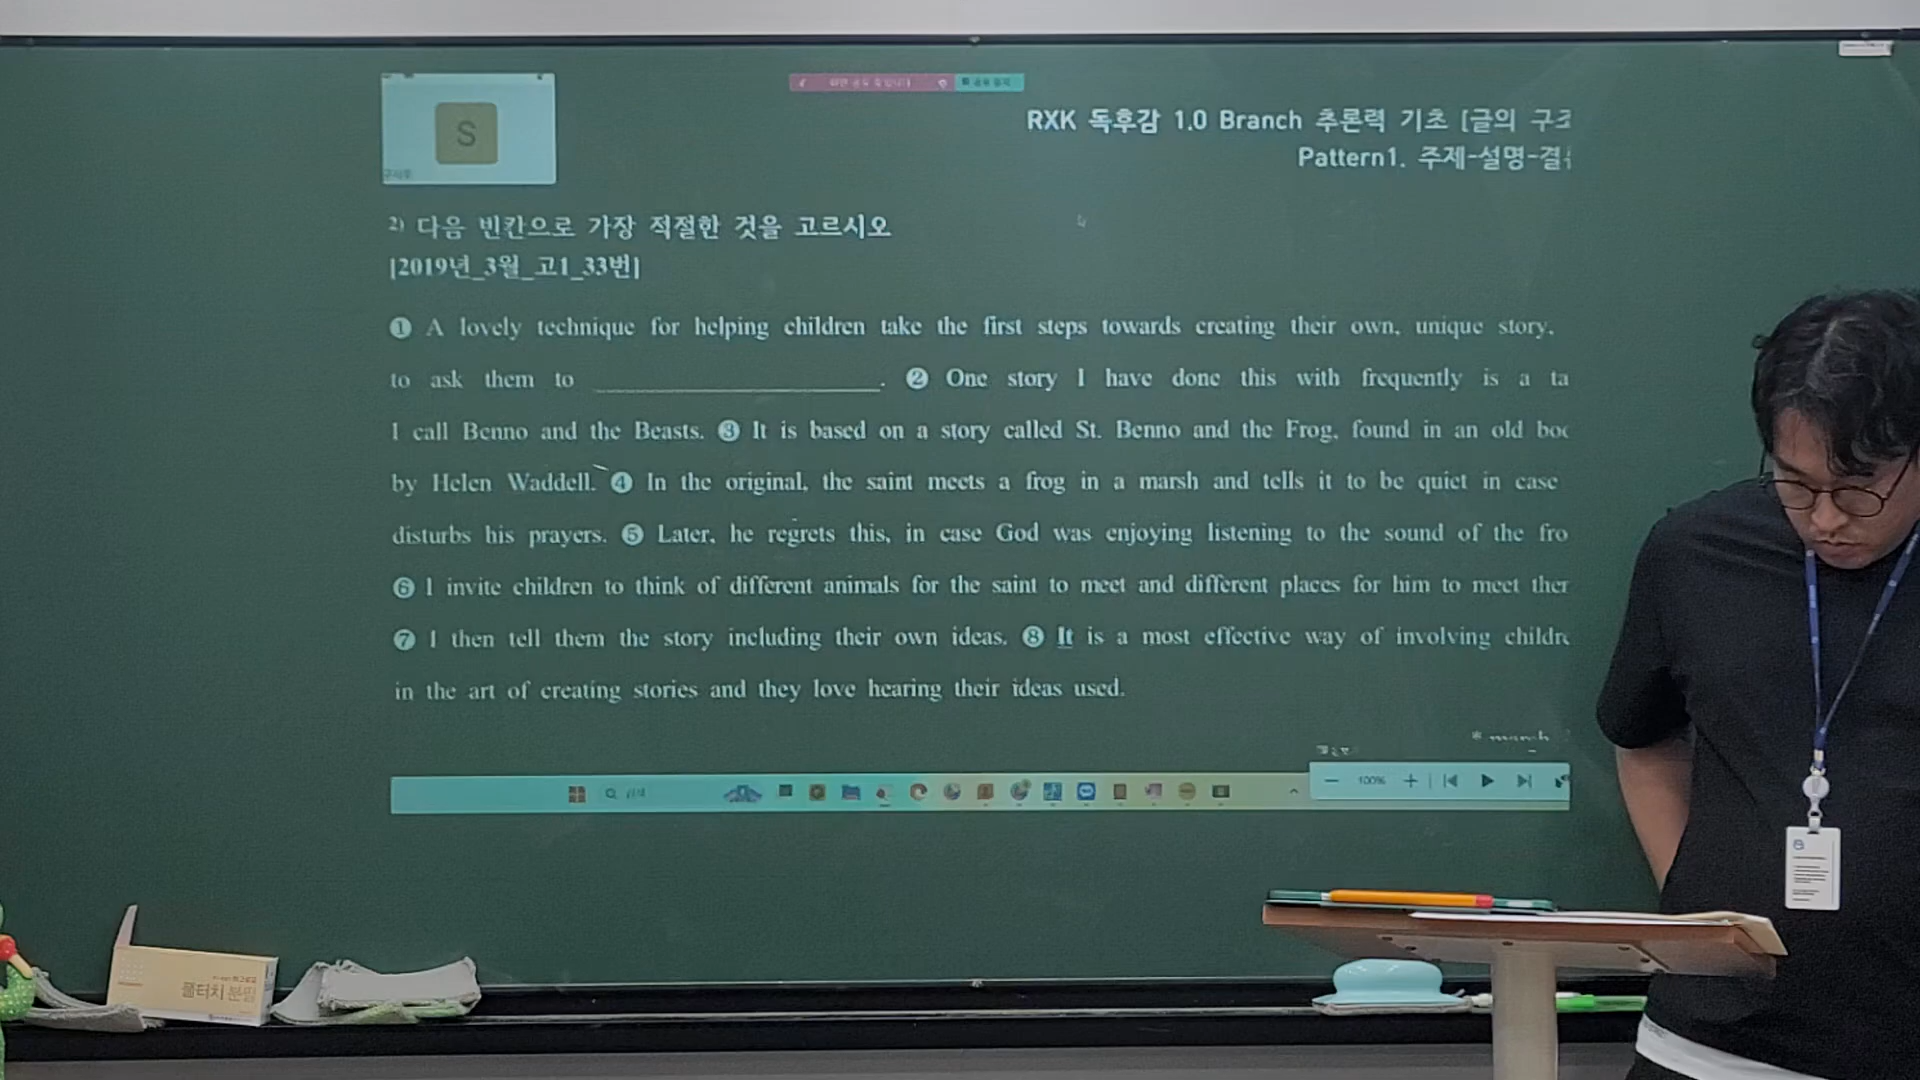 S
RXK 독후감 1.0 Branch 추론력 기초 [글의 구조
Pattern1. 주제-설명-결
2) 다음 빈칸으로 가장 적절한 것을 고르시오
[2019년_3월_고1_33번]
❶ A lovely technique for helping children take the first steps towards creating their own, unique story,
to ask them to ____________________. ❷ One story I have done this with frequently is a ta
I call Benno and the Beasts. ❸ It is based on a story called St. Benno and the Frog, found in an old boo
by Helen Waddell. ❹ In the original, the saint meets a frog in a marsh and tells it to be quiet in case
disturbs his prayers. ❺ Later, he regrets this, in case God was enjoying listening to the sound of the fro
❻ I invite children to think of different animals for the saint to meet and different places for him to meet ther
❼ I then tell them the story including their own ideas. ❽ It is a most effective way of involving childre
in the art of creating stories and they love hearing their ideas used.
* marsh
검색
100%
풀터치 분필